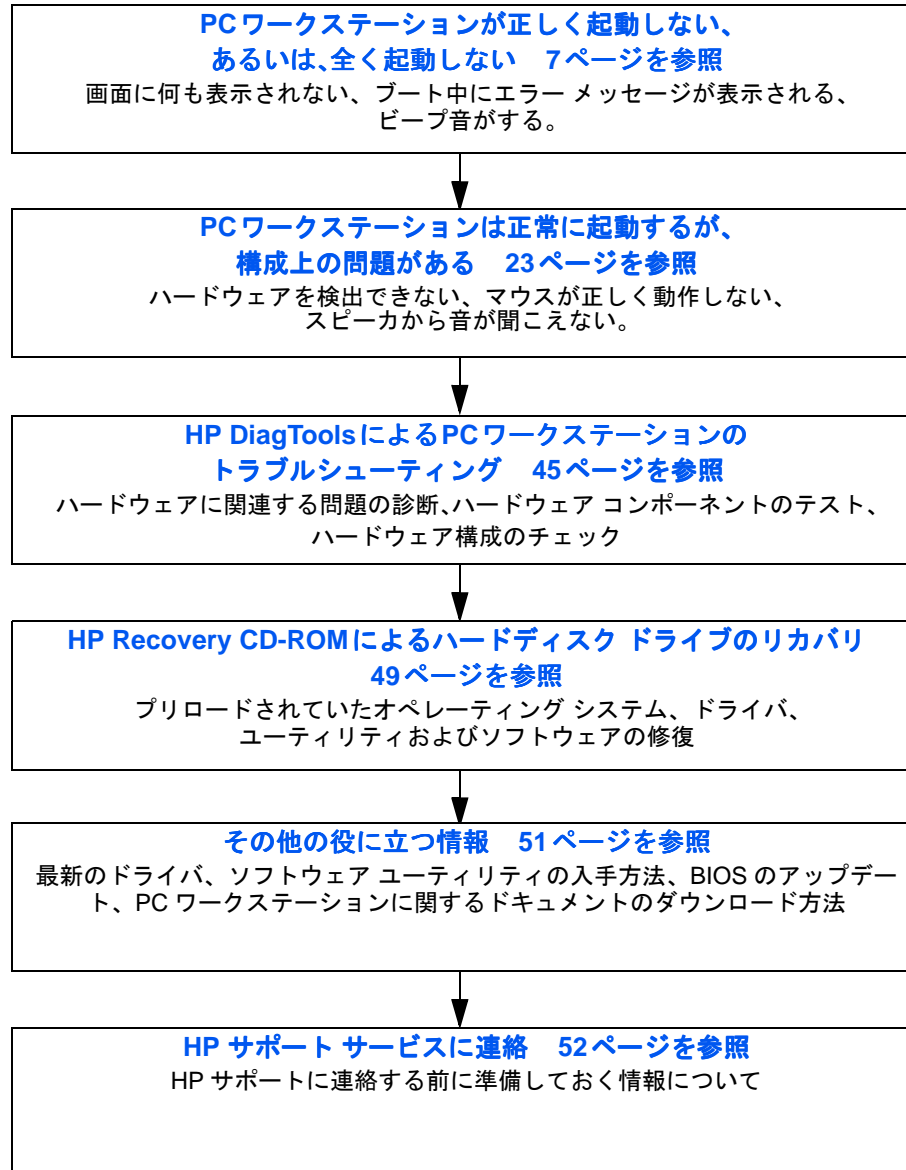 PCワークステーションが正しく起動しない、
あるいは、全く起動しない 7ページを参照
画面に何も表示されない、ブート中にエラー メッセージが表示される、
ビープ音がする。
PCワークステーションは正常に起動するが、
構成上の問題がある 23ページを参照
ハードウェアを検出できない、マウスが正しく動作しない、
スピーカから音が聞こえない。
HP DiagToolsによるPCワークステーションの
トラブルシューティング 45ページを参照
ハードウェアに関連する問題の診断、ハードウェア コンポーネントのテスト、
ハードウェア構成のチェック
HP Recovery CD-ROMによるハードディスク ドライブのリカバリ
49ページを参照
プリロードされていたオペレーティング システム、ドライバ、
ユーティリティおよびソフトウェアの修復
その他の役に立つ情報 51ページを参照
最新のドライバ、ソフトウェア ユーティリティの入手方法、BIOS のアップデー
ト、PC ワークステーションに関するドキュメントのダウンロード方法
HP サポート サービスに連絡 52ページを参照
HP サポートに連絡する前に準備しておく情報について